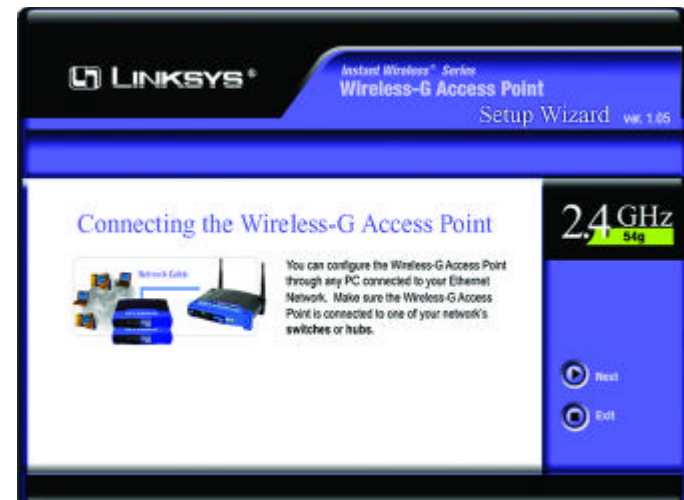 LINKSYS®
Instant Wireless® Series
Wireless-G Access Point
Setup Wizard ver. 1.05
Connecting the Wireless-G Access Point
2.4 GHz
54g
Network Cable
You can configure the Wireless-G Access Point
through any PC connected to your Ethernet
Network. Make sure the Wireless-G Access
Point is connected to one of your network's
switches or hubs.
Next
Exit